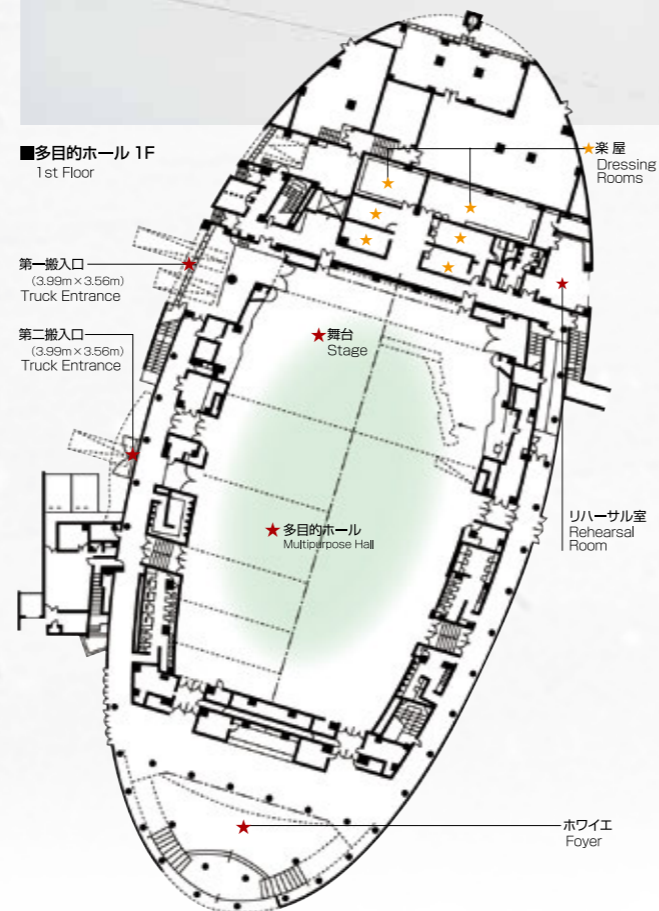 ■多目的ホール 1F
1st Floor
★楽屋
Dressing
Rooms
第一搬入口
(3.99m×3.56m)
Truck Entrance
第二搬入口
(3.99m×3.56m)
Truck Entrance
★舞台
Stage
★多目的ホール
Multipurpose Hall
リハーサル室
Rehearsal
Room
ホワイエ
Foyer